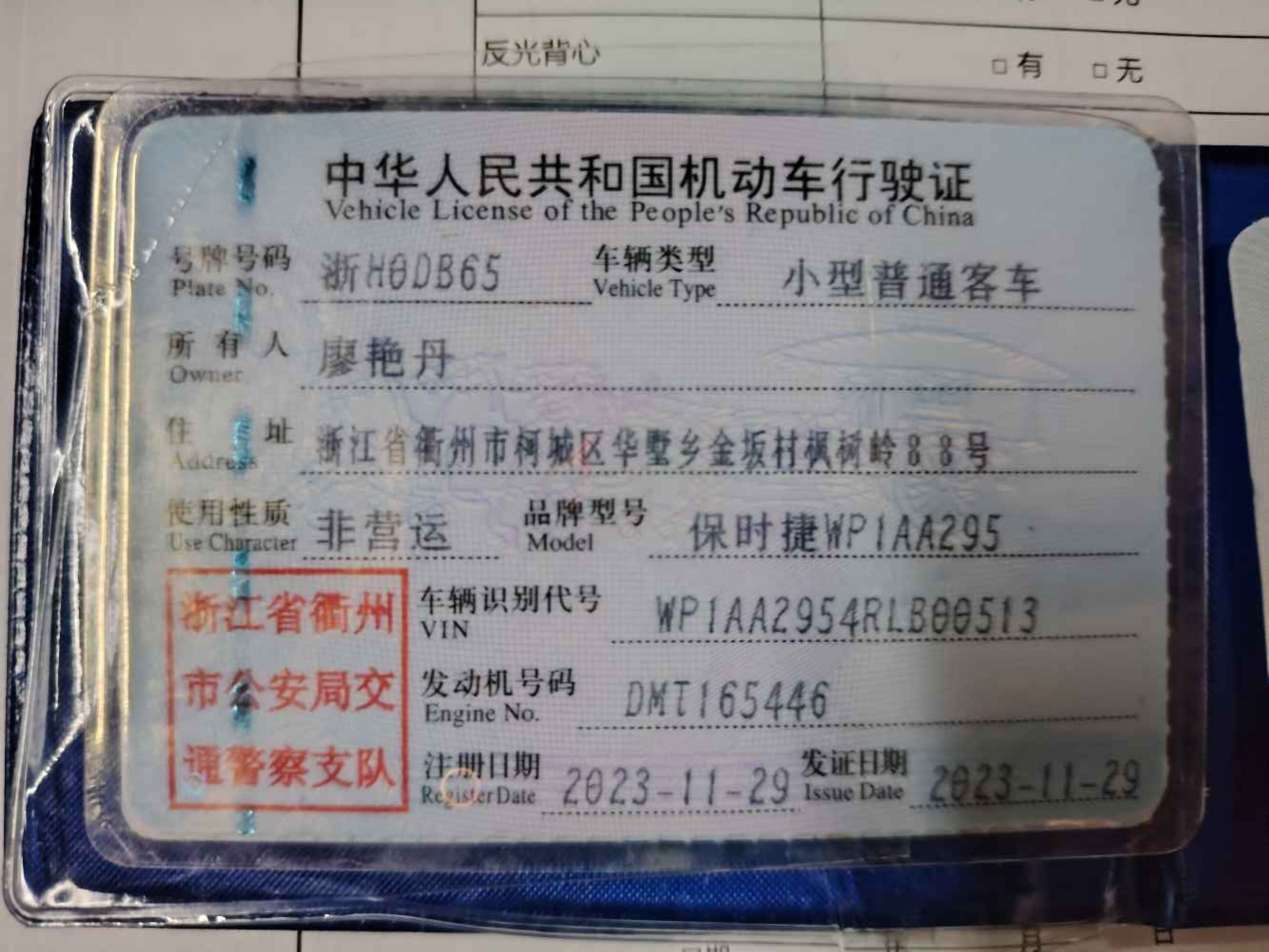 反光背心 □有 □无
中华人民共和国机动车行驶证
Vehicle License of the People's Republic of China
号牌号码 浙H0DB65 车辆类型 小型普通客车
Plate No. Vehicle Type
所有人 廖艳丹
Owner
住址 浙江省衢州市柯城区华墅乡金坂村枫树岭88号
Address
使用性质 非营运 品牌型号 保时捷WP1AA295
Use Character Model
浙江省衢州
市公安局交
通警察支队
车辆识别代号 WP1AA2954RLB00513
VIN
发动机号码 DMT165446
Engine No.
注册日期 2023-11-29 发证日期 2023-11-29
Register Date Issue Date